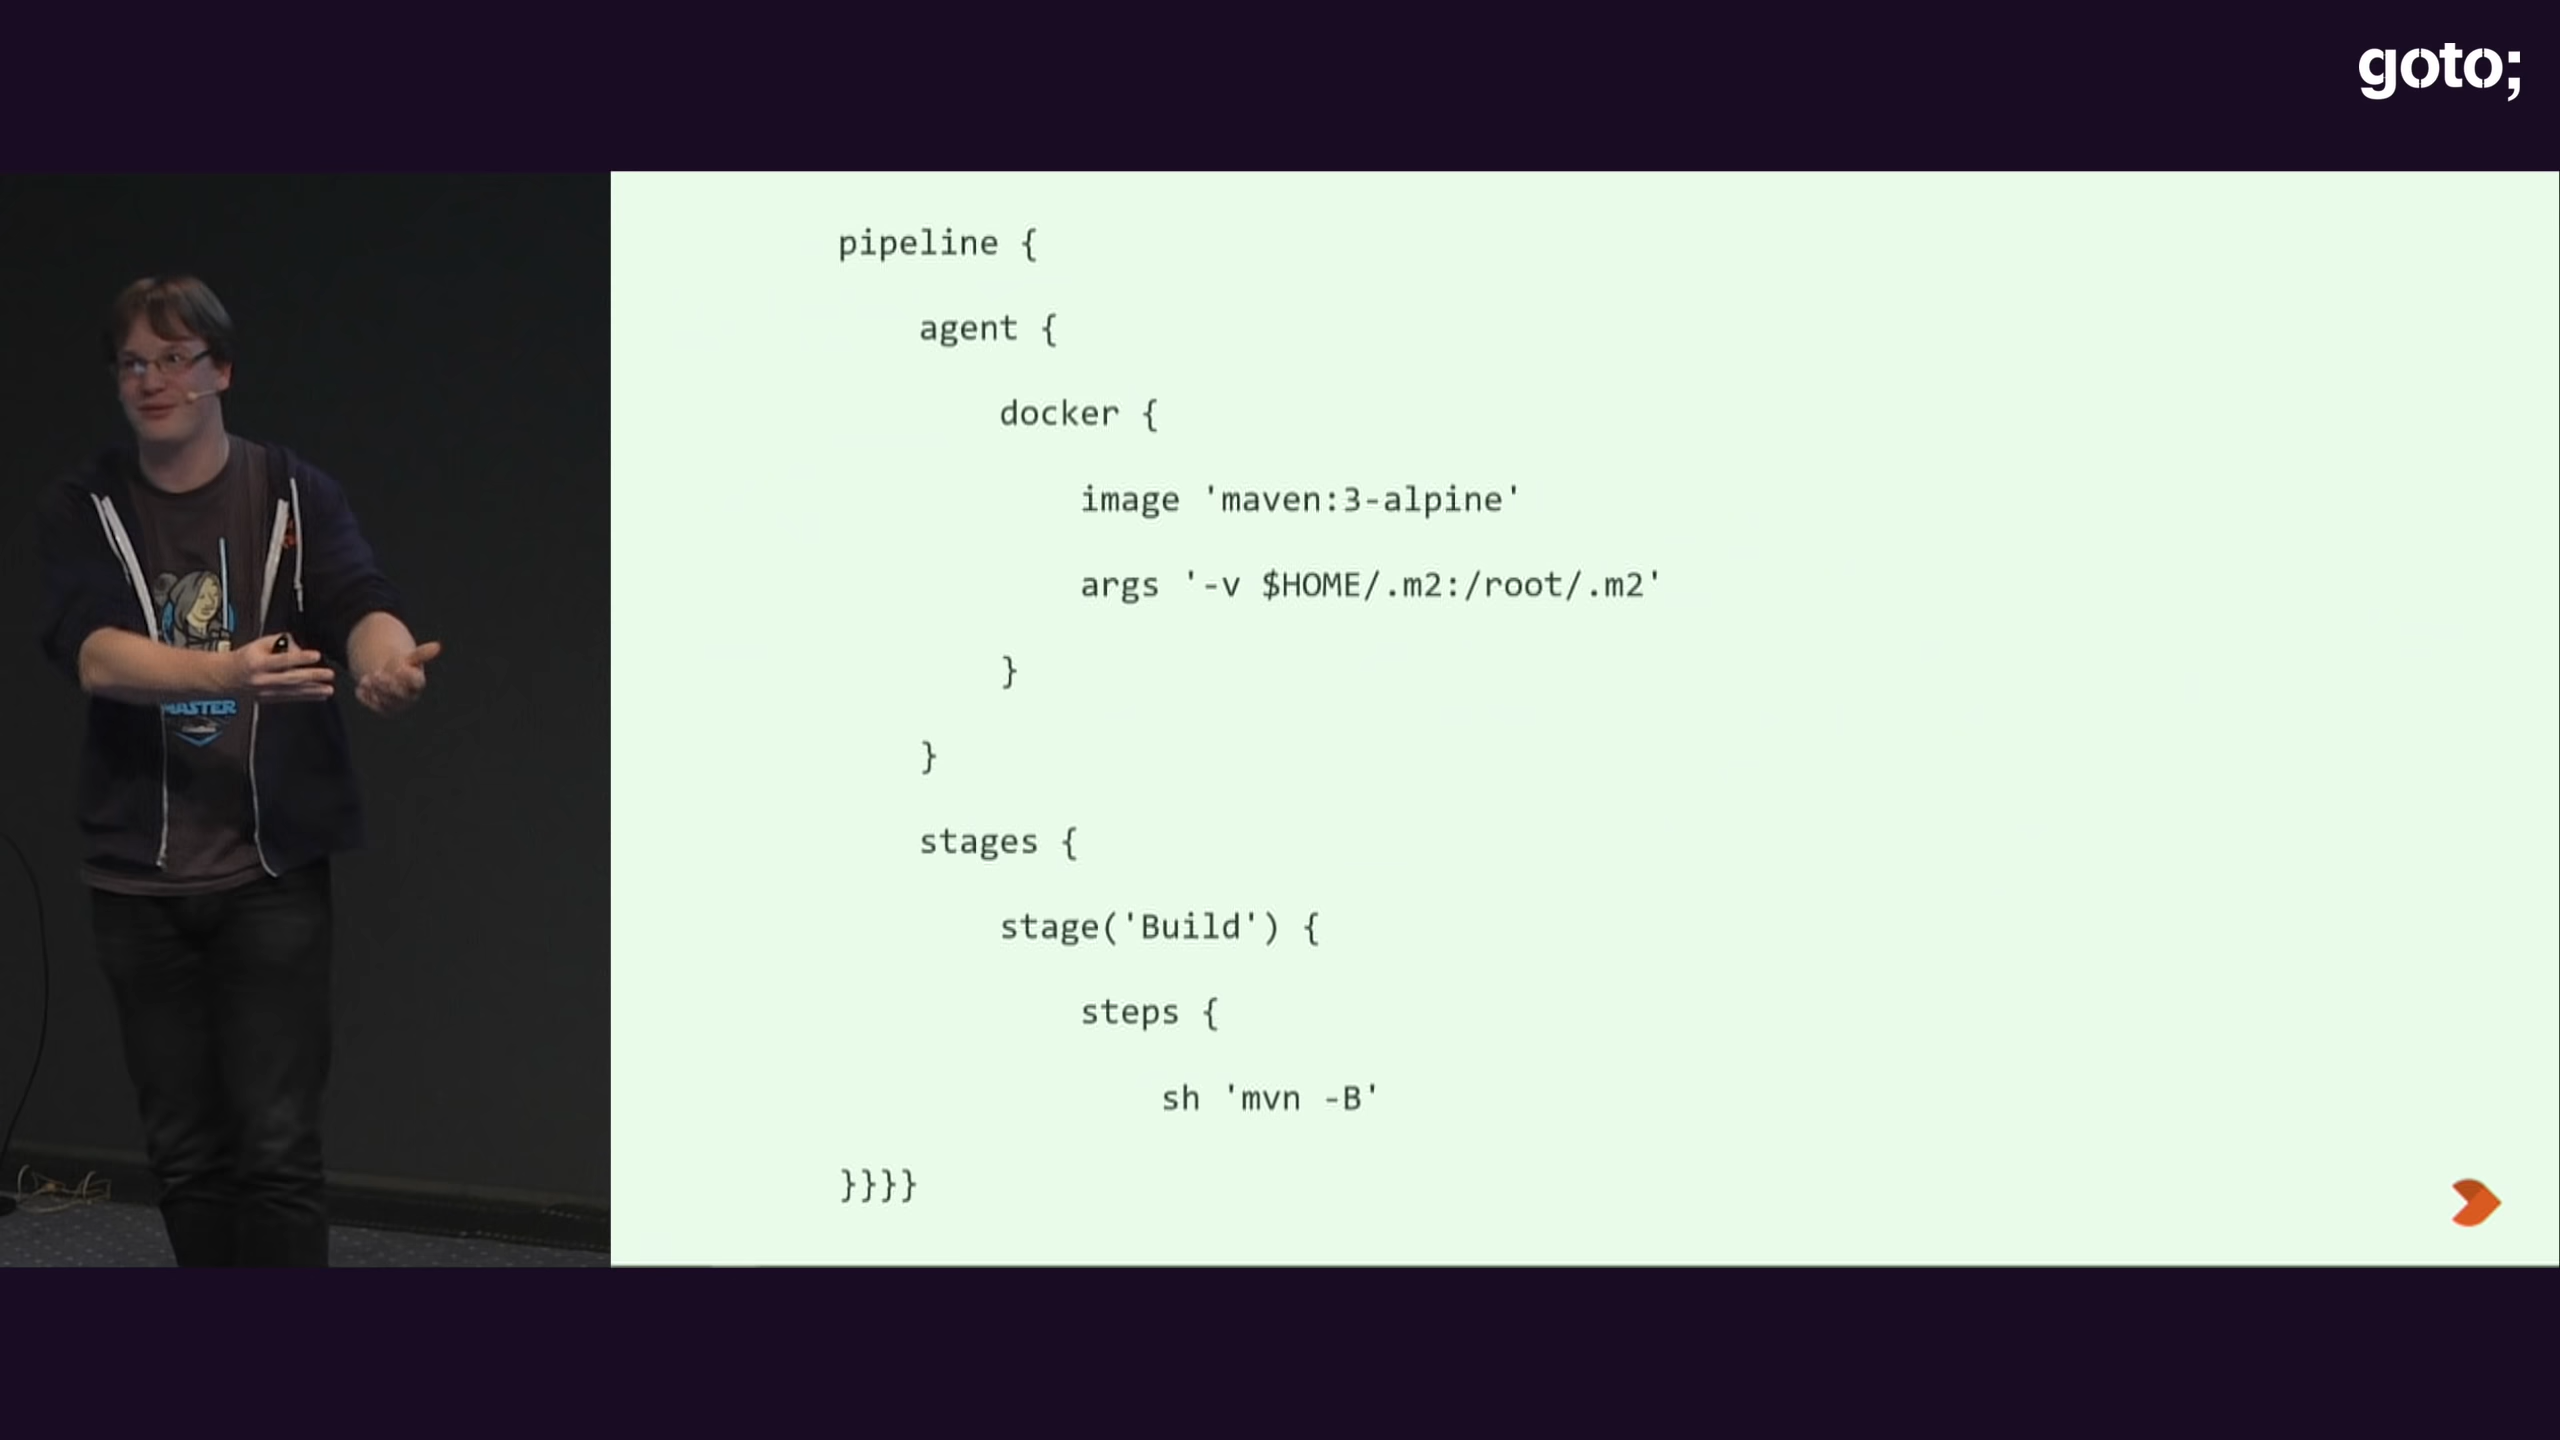 goto;
pipeline {
agent {
docker {
image 'maven:3-alpine'
args '-v $HOME/.m2:/root/.m2'
}
}
stages {
stage('Build') {
steps {
sh 'mvn -B'
}}}}
MASTER